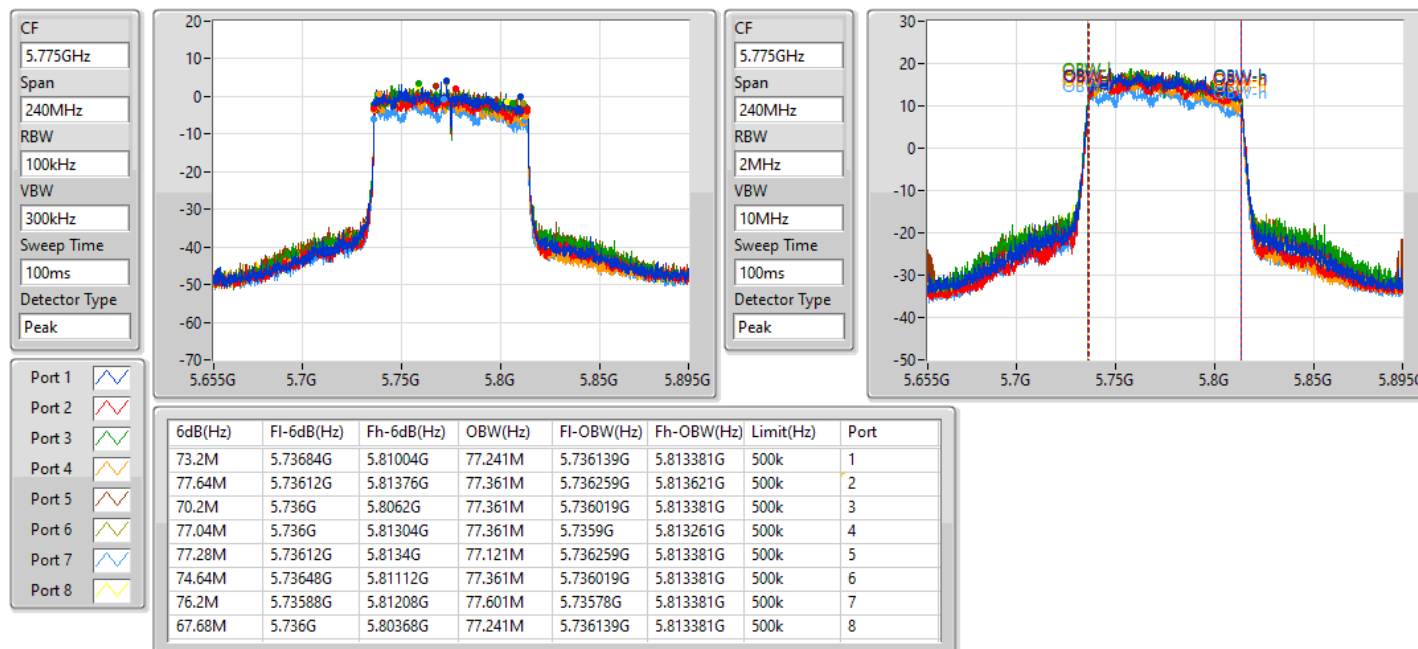 CF
5.775GHz
Span
240MHz
RBW
100kHz
VBW
300kHz
Sweep Time
100ms
Detector Type
Peak
20
10
0
-10
-20
-30
-40
-50
-60
-70
5.655G 5.7G 5.75G 5.8G 5.85G 5.895G
CF
5.775GHz
Span
240MHz
RBW
2MHz
VBW
10MHz
Sweep Time
100ms
Detector Type
Peak
30
20
10
0
-10
-20
-30
-40
-50
OBW-h
5.655G 5.7G 5.75G 5.8G 5.85G
Port 1
Port 2
Port 3
Port 4
Port 5
Port 6
Port 7
Port 8
6dB(Hz) Fl-6dB(Hz) Fh-6dB(Hz) OBW(Hz) Fl-OBW(Hz) Fh-OBW(Hz) Limit(Hz) Port
73.2M 5.73684G 5.81004G 77.241M 5.736139G 5.813381G 500k 1
77.64M 5.73612G 5.81376G 77.361M 5.736259G 5.813621G 500k 2
70.2M 5.736G 5.8062G 77.361M 5.736019G 5.813381G 500k 3
77.04M 5.736G 5.81304G 77.361M 5.7359G 5.813261G 500k 4
77.28M 5.73612G 5.8134G 77.121M 5.736259G 5.813381G 500k 5
74.64M 5.73648G 5.81112G 77.361M 5.736019G 5.813381G 500k 6
76.2M 5.73588G 5.81208G 77.601M 5.73578G 5.813381G 500k 7
67.68M 5.736G 5.80368G 77.241M 5.736139G 5.813381G 500k 8